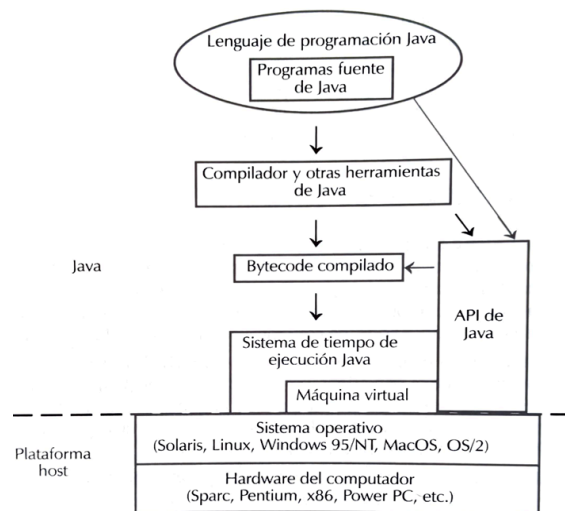 Lenguaje de programación Java
Programas fuente
de Java
Compilador y otras herramientas
de Java
Java
Bytecode compilado
API de
Java
Sistema de tiempo de
ejecución Java
Máquina virtual
Plataforma
host
Sistema operativo
(Solaris, Linux, Windows 95/NT, MacOS, OS/2)
Hardware del computador
(Sparc, Pentium, x86, Power PC, etc.)